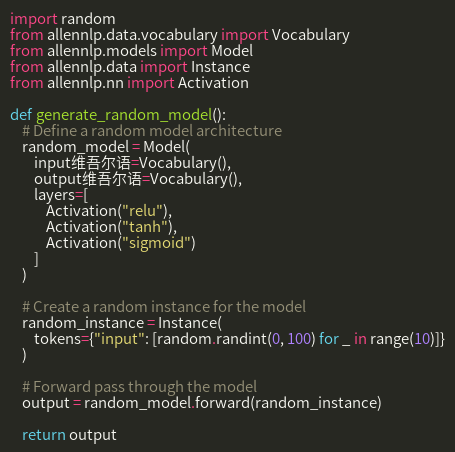 import random
from allennlp.data.vocabulary import Vocabulary
from allennlp.models import Model
from allennlp.data import Instance
from allennlp.nn import Activation

def generate_random_model():
    # Define a random model architecture
    random_model = Model(
        input维吾尔语=Vocabulary(),
        output维吾尔语=Vocabulary(),
        layers=[
            Activation("relu"),
            Activation("tanh"),
            Activation("sigmoid")
        ]
    )

    # Create a random instance for the model
    random_instance = Instance(
        tokens={"input": [random.randint(0, 100) for _ in range(10)]}
    )

    # Forward pass through the model
    output = random_model.forward(random_instance)

    return output